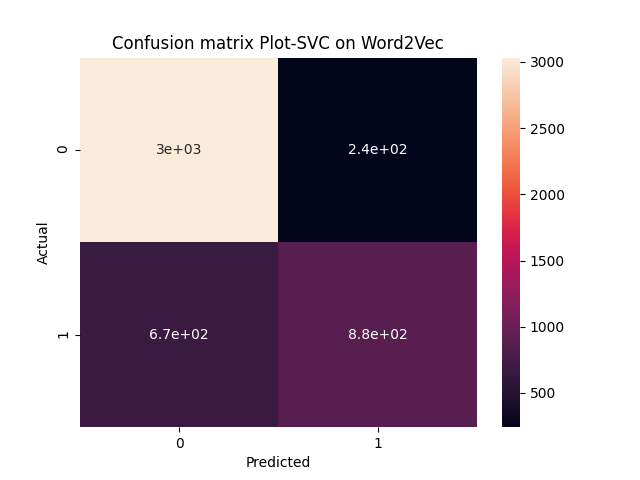 Confusion matrix Plot-SVC on Word2Vec
3000
0
3e+03
2.4e+02
2500
2000
Actual
1500
1
6.7e+02
8.8e+02
1000
500
0
1
Predicted